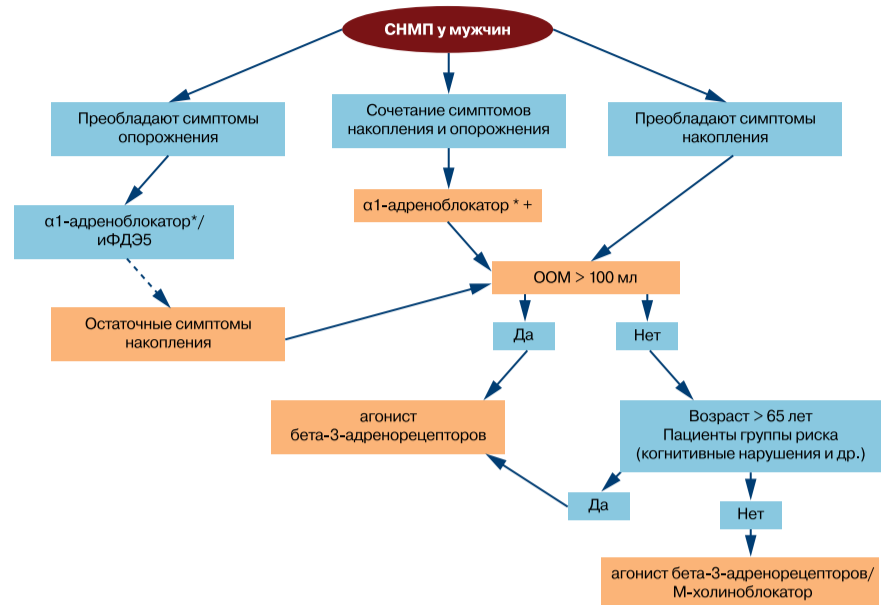 СНМП у мужчин
Преобладают симптомы
опорожнения
Сочетание симптомов
накопления и опорожнения
Преобладают симптомы
накопления
α1-адреноблокатор*/
иФДЭ5
α1-адреноблокатор * +
ООМ > 100 мл
Остаточные симптомы
накопления
Да
Нет
агонист
бета-3-адренорецепторов
Возраст > 65 лет
Пациенты группы риска
(когнитивные нарушения и др.)
Да
Нет
агонист бета-3-адренорецепторов/
М-холиноблокатор